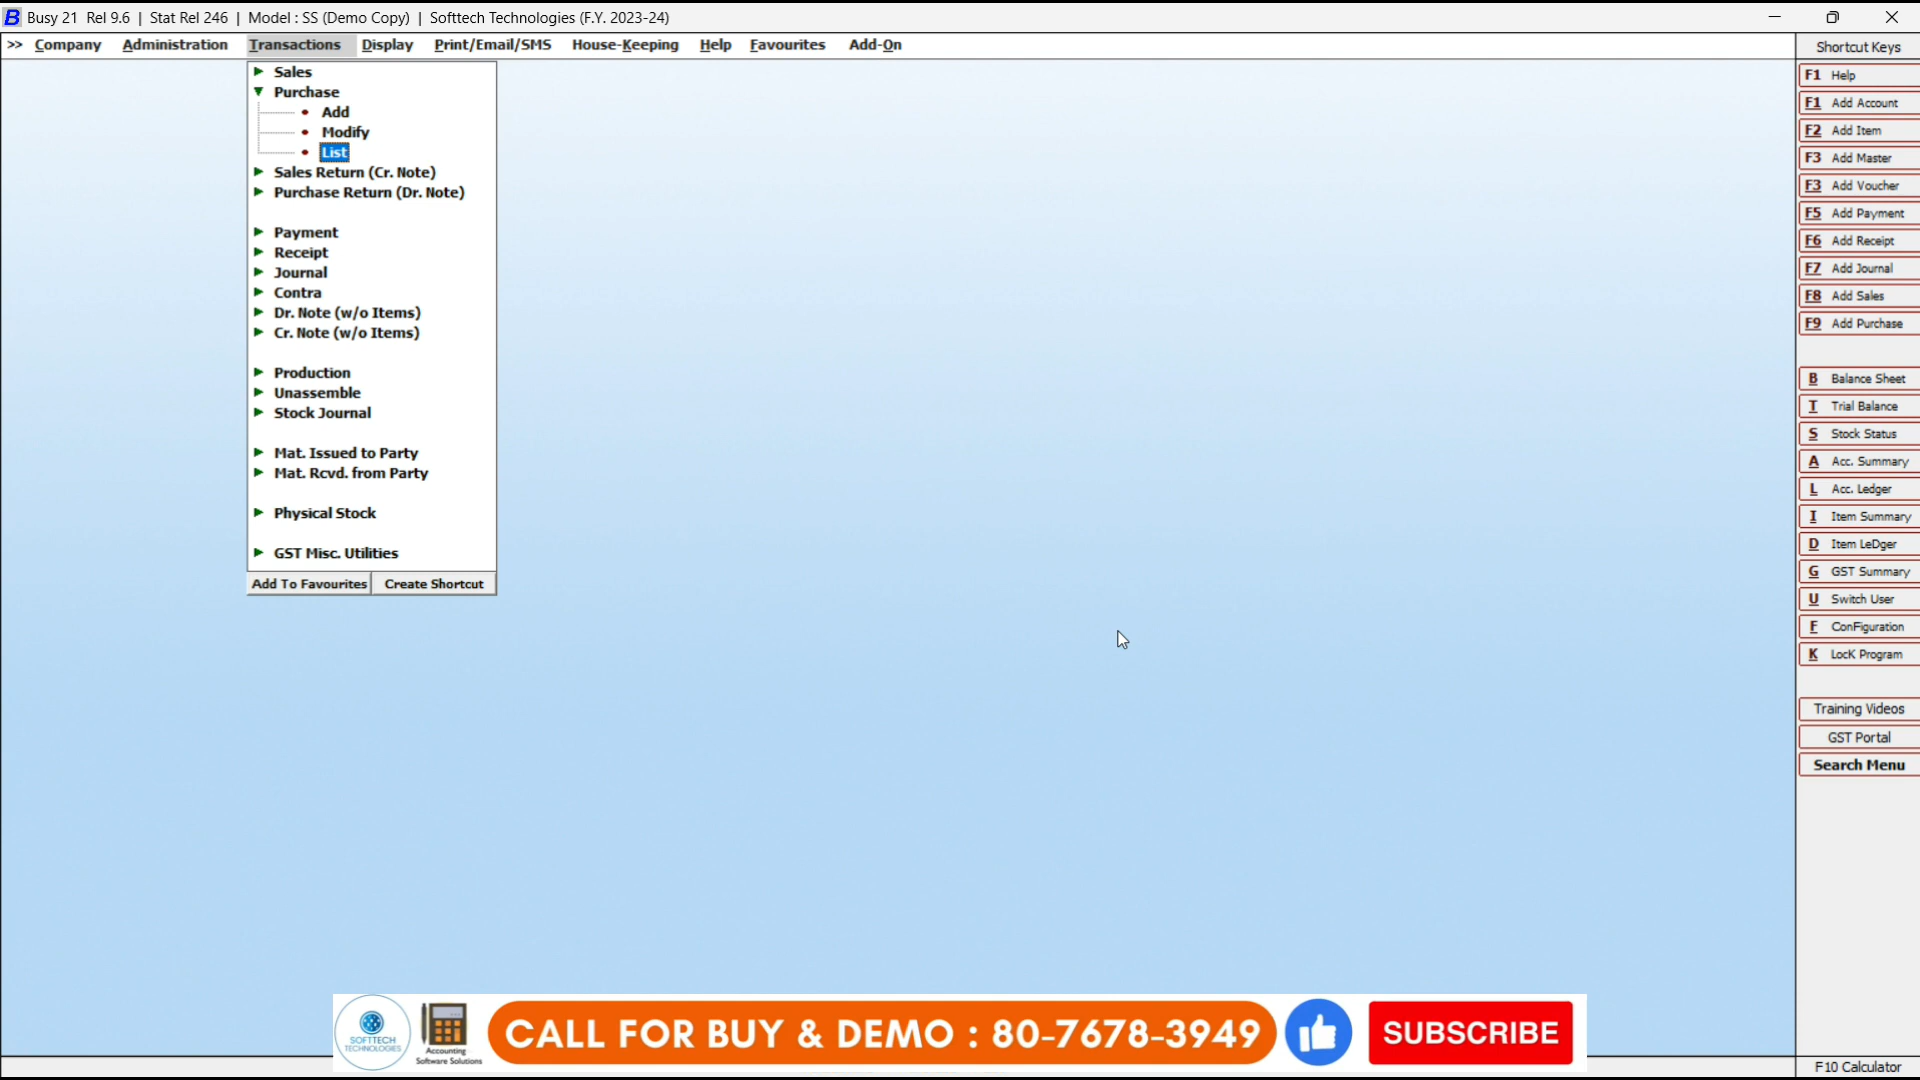 B Busy 21 Rel 9.6 | Stat Rel 246 | Model : SS (Demo Copy) | Softtech Technologies (F.Y. 2023-24)
>> Company Administration Transactions Display Print/Email/SMS House-Keeping Help Favourites Add-On
Sales
Purchase
Add
Modify
List
Sales Return (Cr. Note)
Purchase Return (Dr. Note)
Payment
Receipt
Journal
Contra
Dr. Note (w/o Items)
Cr. Note (w/o Items)
Production
Unassemble
Stock Journal
Mat. Issued to Party
Mat. Rcvd. from Party
Physical Stock
GST Misc. Utilities
Add To Favourites Create Shortcut
Shortcut Keys
F1 Help
F1 Add Account
F2 Add Item
F3 Add Master
F3 Add Voucher
F5 Add Payment
F6 Add Receipt
F7 Add Journal
F8 Add Sales
F9 Add Purchase
B Balance Sheet
T Trial Balance
S Stock Status
A Acc. Summary
L Acc. Ledger
I Item Summary
D Item LeDger
G GST Summary
U Switch User
F ConFiguration
K LocK Program
Training Videos
GST Portal
Search Menu
F10 Calculator
SOFTTECH
TECHNOLOGIES
Accounting
Software Solutions
CALL FOR BUY & DEMO : 80-7678-3949
SUBSCRIBE